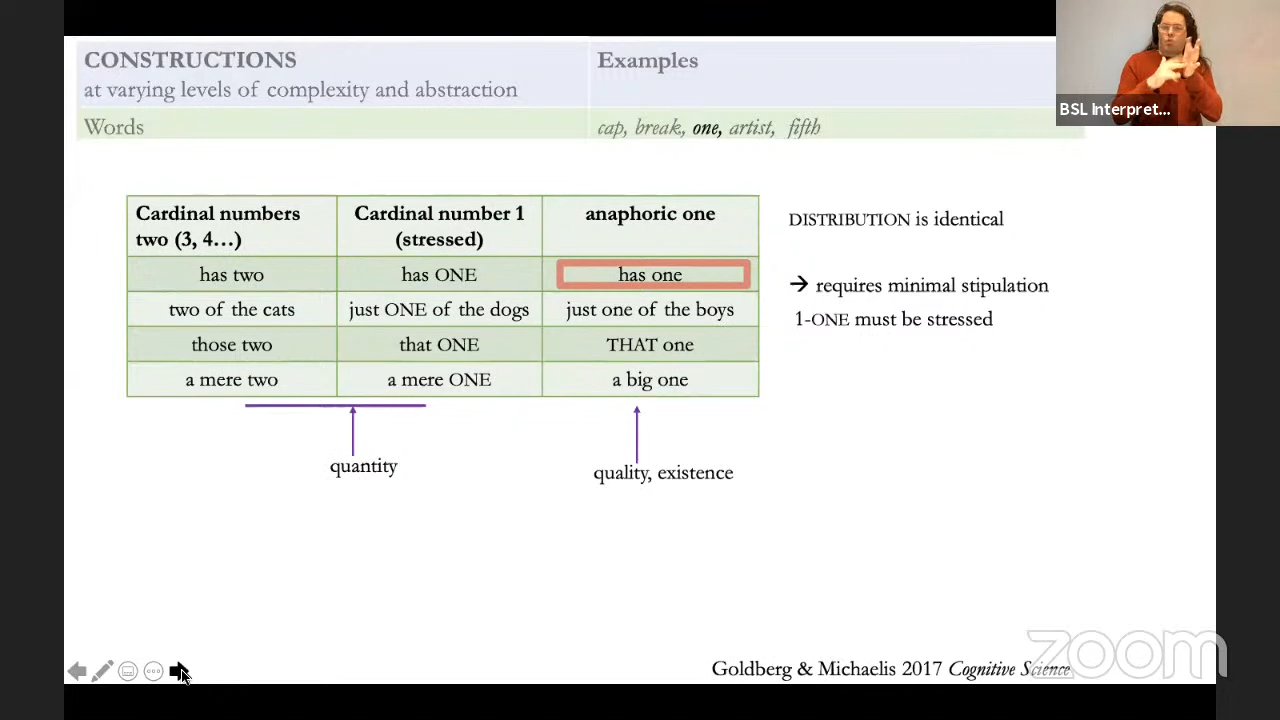 CONSTRUCTIONS
at varying levels of complexity and abstraction
Examples
Words
cap, break, one, artist, fifth
BSL Interpret...
Cardinal numbers two (3, 4…)
Cardinal number 1 (stressed)
anaphoric one
has two
has ONE
has one
two of the cats
just ONE of the dogs
just one of the boys
those two
that ONE
THAT one
a mere two
a mere ONE
a big one
DISTRIBUTION is identical
➔ requires minimal stipulation
1-ONE must be stressed
quantity
quality, existence
Goldberg & Michaelis 2017 Cognitive Science
zoom